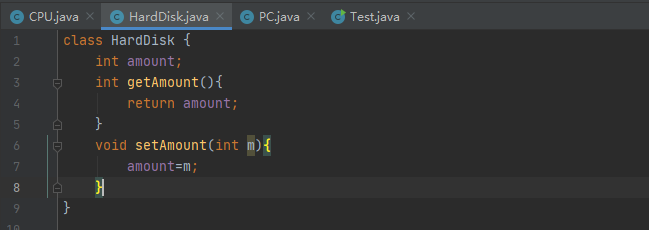 CPU.java HardDisk.java PC.java Test.java
1 class HardDisk {
2 int amount;
3 int getAmount(){
4 return amount;
5 }
6 void setAmount(int m){
7 amount=m;
8 }
9 }
10